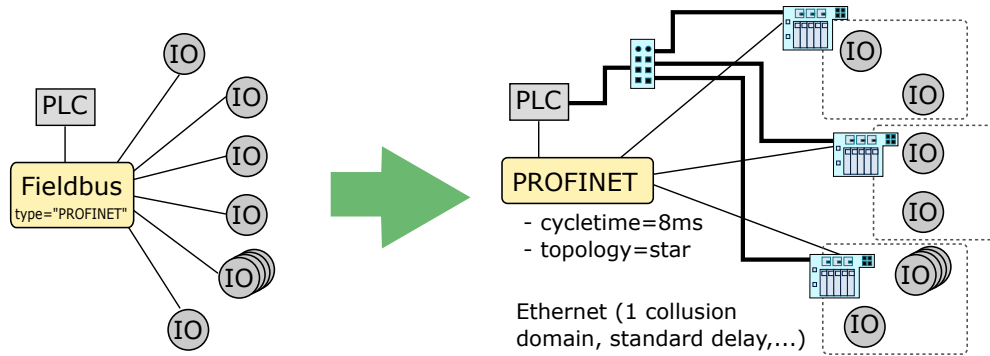 IO
IO
PLC
IO
Fieldbus
type="PROFINET"
IO
IO
IO
IO
IO
PLC
IO
PROFINET
IO
- cycletime=8ms
- topology=star
IO
Ethernet (1 collusion
domain, standard delay,...)
IO